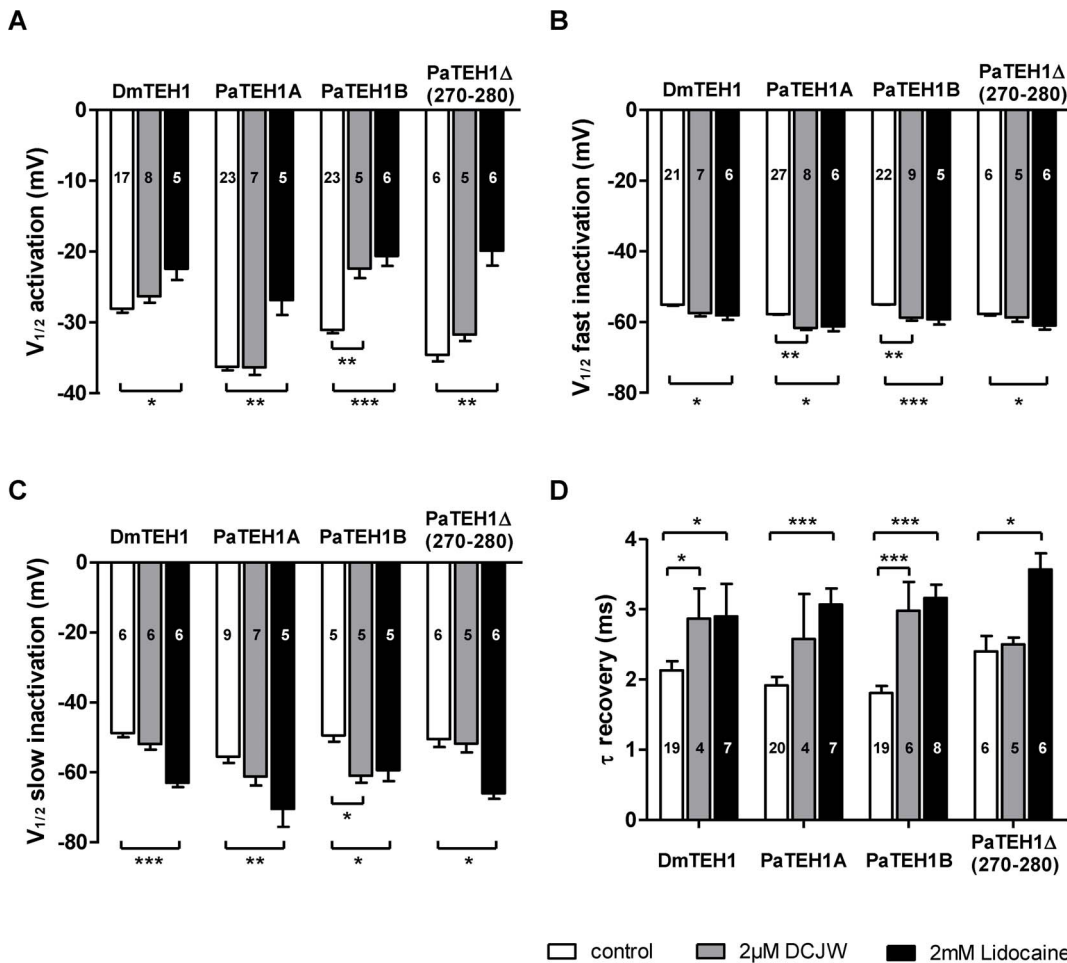 A
DmTEH1 PaTEH1A PaTEH1B PaTEH1Δ
(270-280)
0
-10
-20
-30
-40
V1/2 activation (mV)
17 8 5 23 7 5 23 5 6 6 5 6
**
* ** *** **
B
DmTEH1 PaTEH1A PaTEH1B PaTEH1Δ
(270-280)
0
-20
-40
-60
-80
V1/2 fast inactivation (mV)
21 7 6 27 8 6 22 9 5 6 5 6
** **
* * *** *
C
DmTEH1 PaTEH1A PaTEH1B PaTEH1Δ
(270-280)
0
-20
-40
-60
-80
V1/2 slow inactivation (mV)
6 6 6 9 7 5 5 5 5 6 5 6
*
*** ** * *
D
* *** *** *
* ***
4
3
2
1
0
τ recovery (ms)
19 4 7 20 4 7 19 6 8 6 5 6
DmTEH1 PaTEH1A PaTEH1B PaTEH1Δ
(270-280)
control 2µM DCJW 2mM Lidocaine